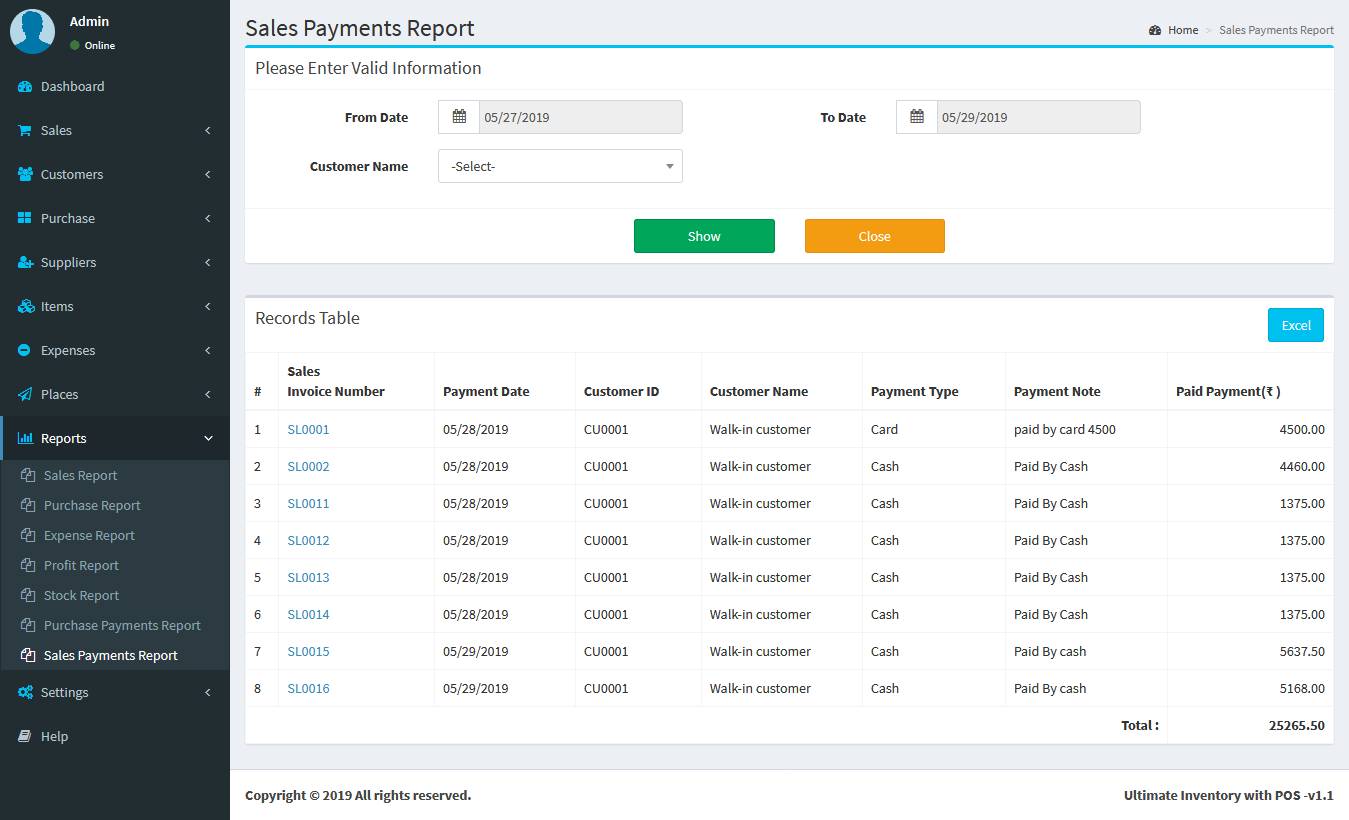 Admin
Online
Dashboard
Sales
Customers
Purchase
Suppliers
Items
Expenses
Places
Reports
Sales Report
Purchase Report
Expense Report
Profit Report
Stock Report
Purchase Payments Report
Sales Payments Report
Settings
Help
Sales Payments Report
Home > Sales Payments Report
Please Enter Valid Information
From Date 05/27/2019 To Date 05/29/2019
Customer Name -Select-
Show Close
Records Table Excel
# Sales Invoice Number Payment Date Customer ID Customer Name Payment Type Payment Note Paid Payment(₹ )
1 SL0001 05/28/2019 CU0001 Walk-in customer Card paid by card 4500 4500.00
2 SL0002 05/28/2019 CU0001 Walk-in customer Cash Paid By Cash 4460.00
3 SL0011 05/28/2019 CU0001 Walk-in customer Cash Paid By Cash 1375.00
4 SL0012 05/28/2019 CU0001 Walk-in customer Cash Paid By Cash 1375.00
5 SL0013 05/28/2019 CU0001 Walk-in customer Cash Paid By Cash 1375.00
6 SL0014 05/28/2019 CU0001 Walk-in customer Cash Paid By Cash 1375.00
7 SL0015 05/29/2019 CU0001 Walk-in customer Cash Paid By cash 5637.50
8 SL0016 05/29/2019 CU0001 Walk-in customer Cash Paid By cash 5168.00
Total : 25265.50
Copyright © 2019 All rights reserved. Ultimate Inventory with POS -v1.1